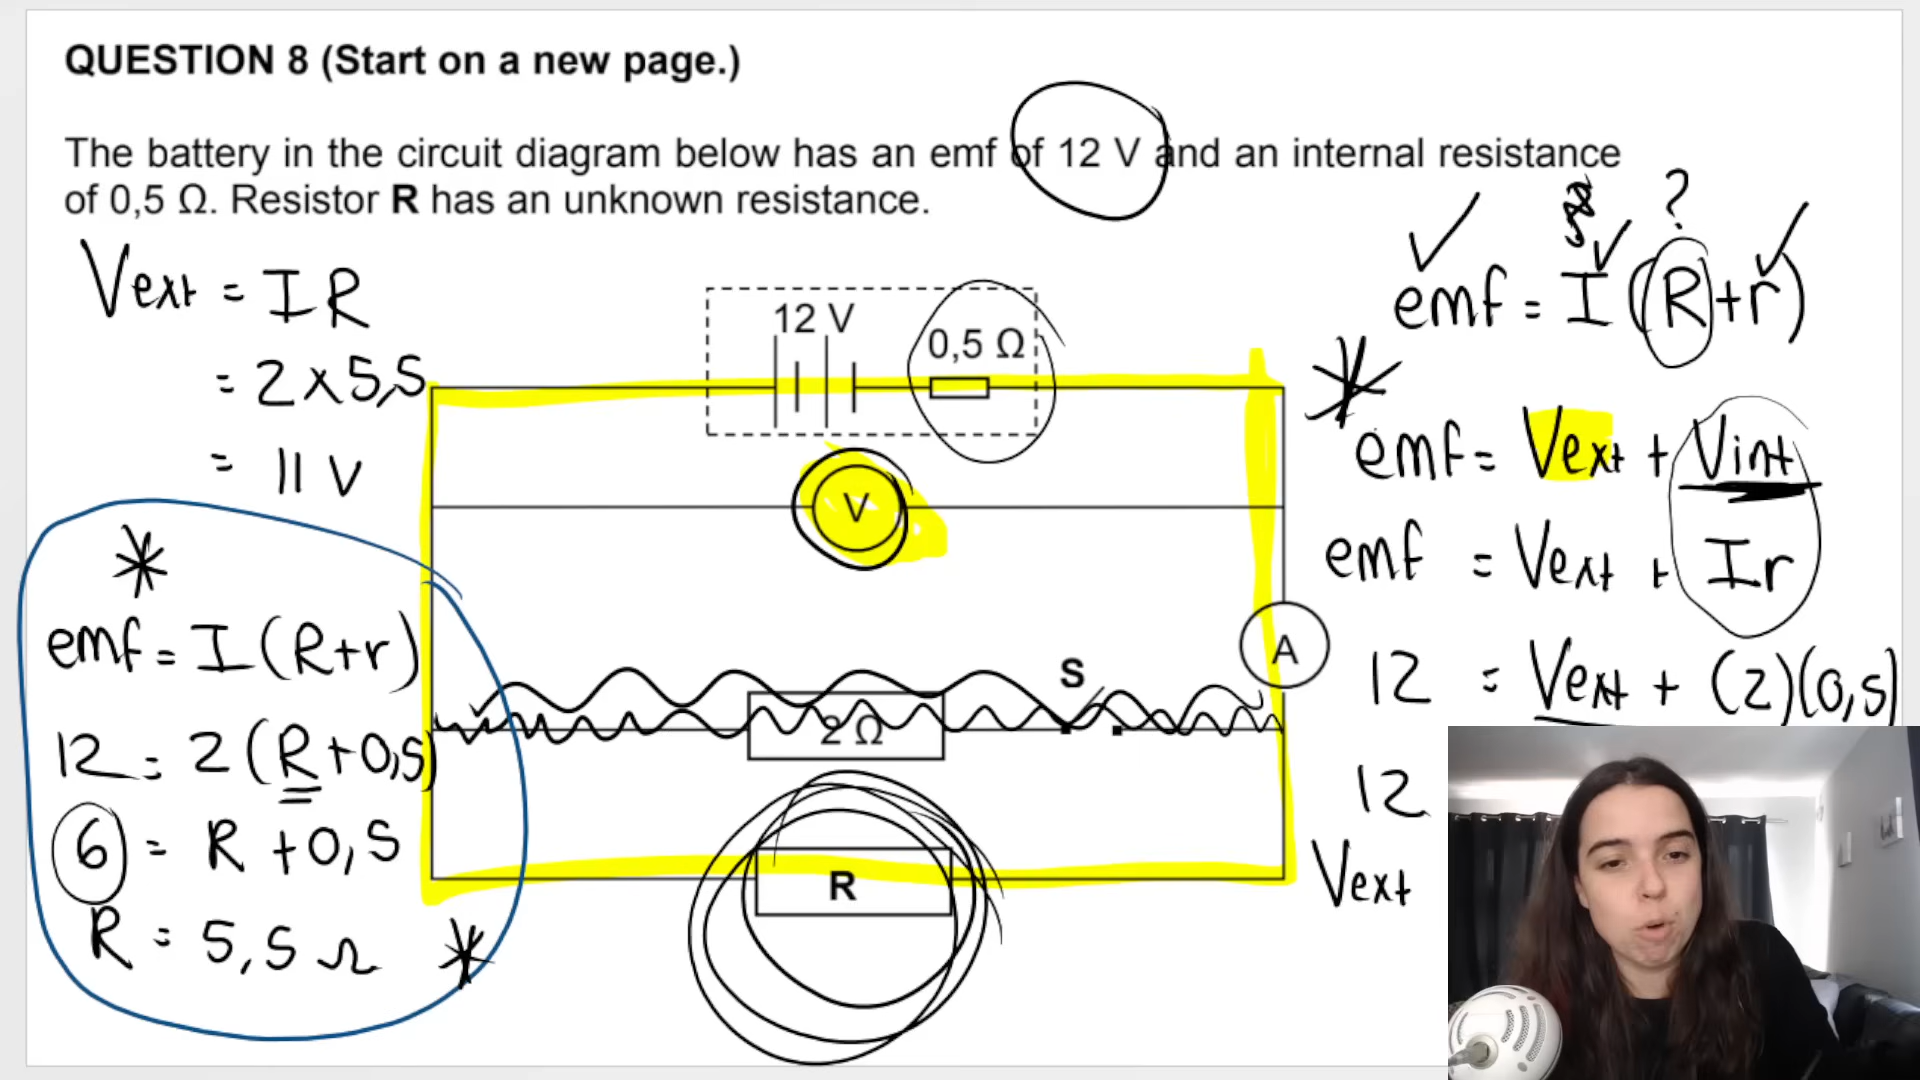 QUESTION 8 (Start on a new page.)
The battery in the circuit diagram below has an emf of 12 V and an internal resistance
of 0,5 Ω. Resistor R has an unknown resistance.
Vext = IR
= 2 x 5,5
= 11 V
*
emf = I (R+r)
12 = 2 (R+0,5)
6 = R + 0,5
R = 5,5 Ω *
12 V
0,5 Ω
V
A
S
2 Ω
R
?
emf = I (R+r)
*
emf = Vext + Vint
emf = Vext + Ir
12 = Vext + (2)(0,5)
12
Vext